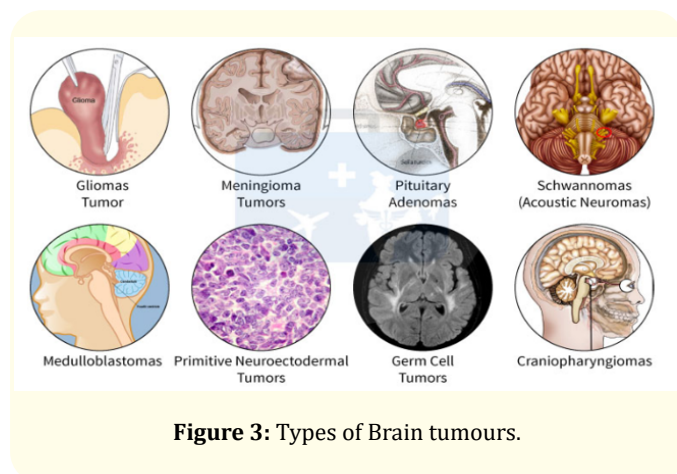 Glioma
Gliomas
Tumor
Meningioma
Tumors
Pituitary
Adenomas
Schwannomas
(Acoustic Neuromas)
Medulloblastomas
Primitive Neuroectodermal
Tumors
Germ Cell
Tumors
Craniopharyngiomas
Figure 3: Types of Brain tumours.